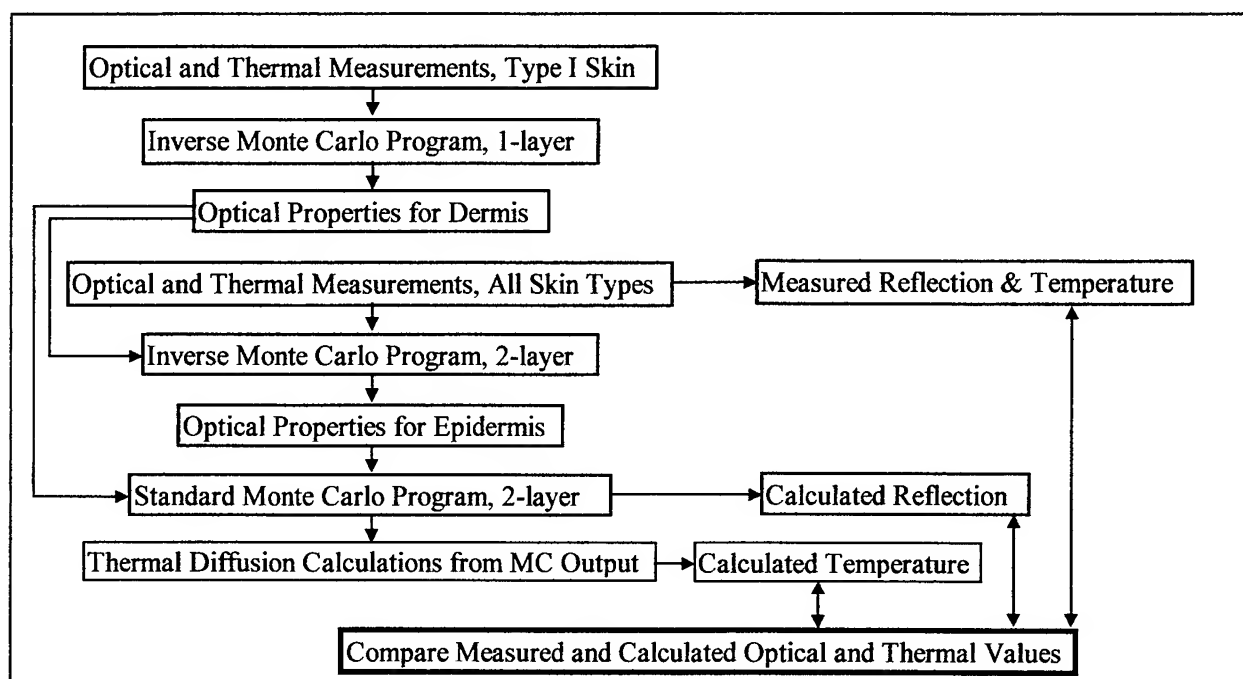 Optical and Thermal Measurements, Type I Skin
Inverse Monte Carlo Program, 1-layer
Optical Properties for Dermis
Optical and Thermal Measurements, All Skin Types
Measured Reflection & Temperature
Inverse Monte Carlo Program, 2-layer
Optical Properties for Epidermis
Standard Monte Carlo Program, 2-layer
Calculated Reflection
Thermal Diffusion Calculations from MC Output
Calculated Temperature
Compare Measured and Calculated Optical and Thermal Values